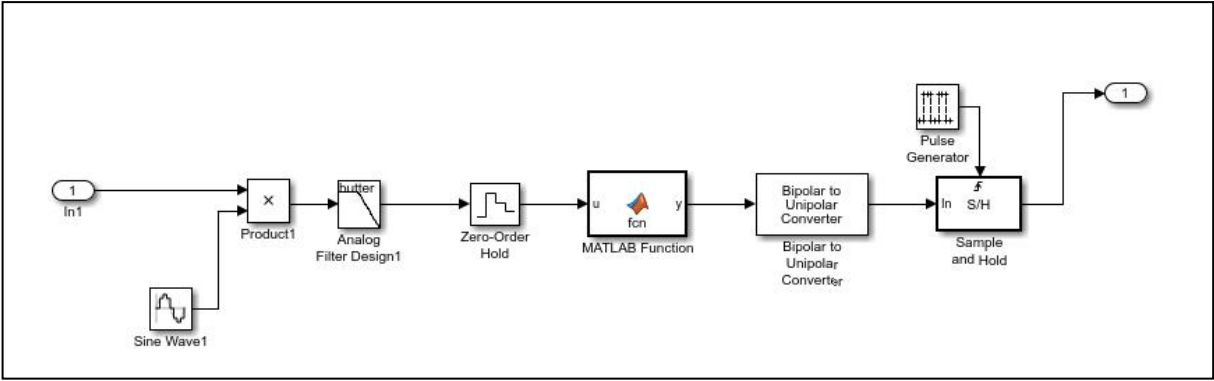 1
In1
Sine Wave1
×
Product1
butter
Analog
Filter Design1
Zero-Order
Hold
u
fcn
y
MATLAB Function
Bipolar to
Unipolar
Converter
Bipolar to
Unipolar
Converter
Pulse
Generator
In
S/H
Sample
and Hold
1